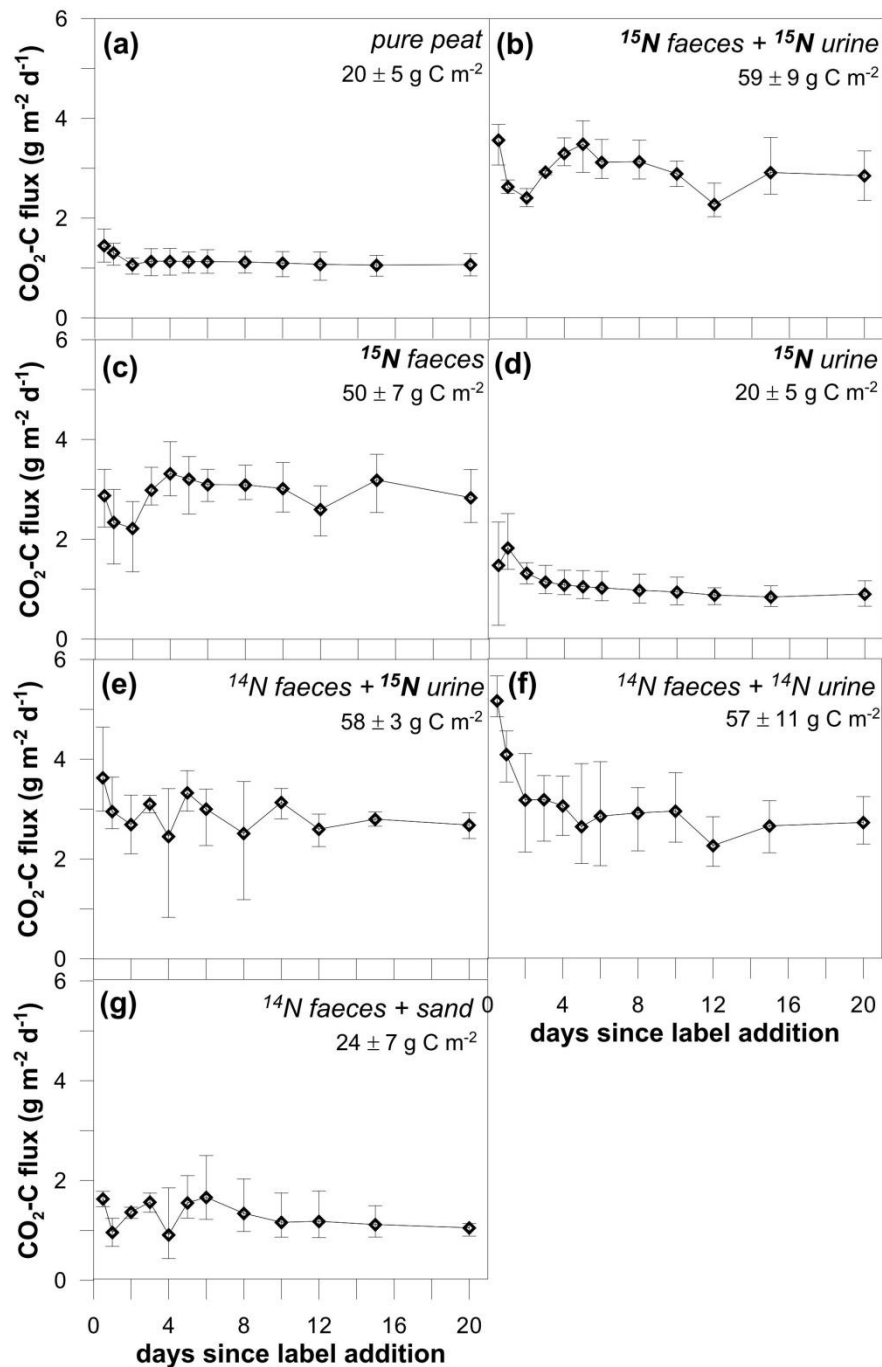 6
(a)
pure peat
20 ± 5 g C m⁻²
4
2
0
CO₂-C flux (g m⁻² d⁻¹)
(b)
¹⁵N faeces + ¹⁵N urine
59 ± 9 g C m⁻²
6
(c)
¹⁵N faeces
50 ± 7 g C m⁻²
4
2
0
CO₂-C flux (g m⁻² d⁻¹)
(d)
¹⁵N urine
20 ± 5 g C m⁻²
6
(e)
¹⁴N faeces + ¹⁵N urine
58 ± 3 g C m⁻²
4
2
0
CO₂-C flux (g m⁻² d⁻¹)
(f)
¹⁴N faeces + ¹⁴N urine
57 ± 11 g C m⁻²
0 4 8 12 16 20
days since label addition
6
(g)
¹⁴N faeces + sand
24 ± 7 g C m⁻²
4
2
0
CO₂-C flux (g m⁻² d⁻¹)
0 4 8 12 16 20
days since label addition